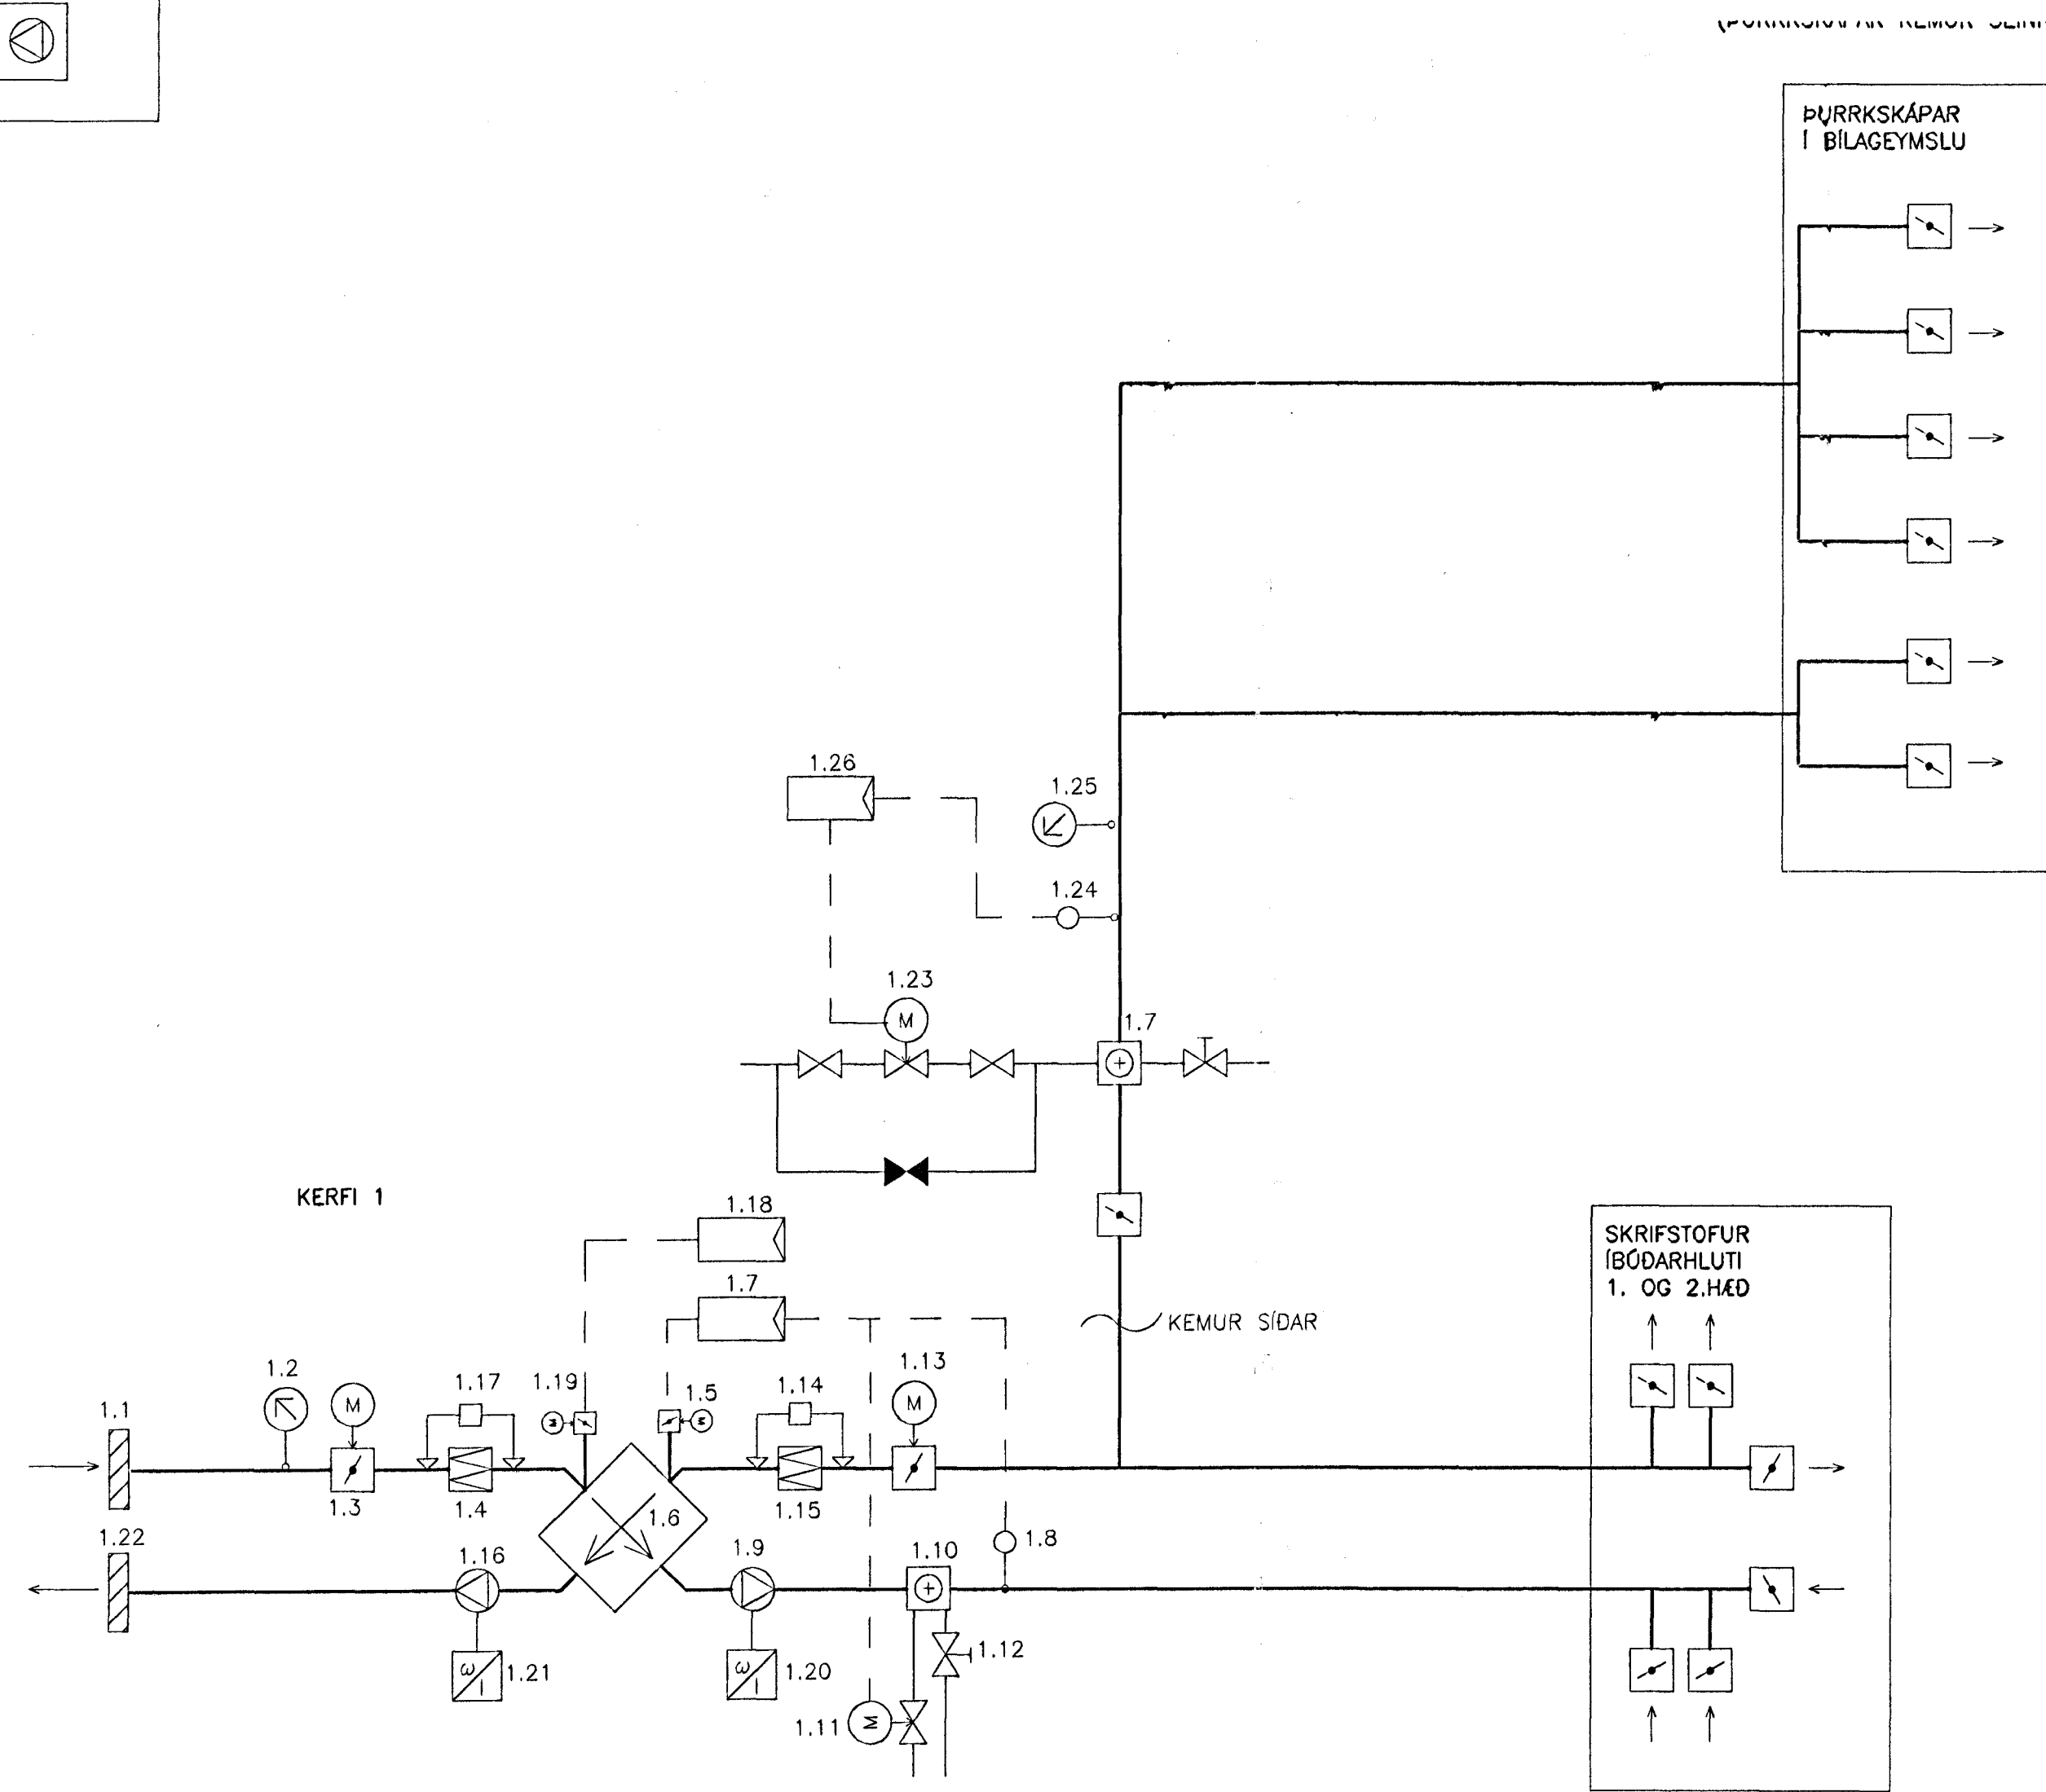 ÞURRKSKÁPAR
Í BÍLAGEYMSLU
1.26
1.25
1.24
1.23
M
1.7
KERFI 1
1.18
1.7
KEMUR SÍÐAR
SKRIFSTOFUR
ÍBÚÐARHLUTI
1. OG 2.HÆÐ
1.2
M
1.17
1.19
M
1.5
M
1.14
1.13
M
1.1
1.3
1.4
1.6
1.15
1.22
1.16
1.9
1.10
1.8
ω
1.21
ω
1.20
1.12
1.11
M